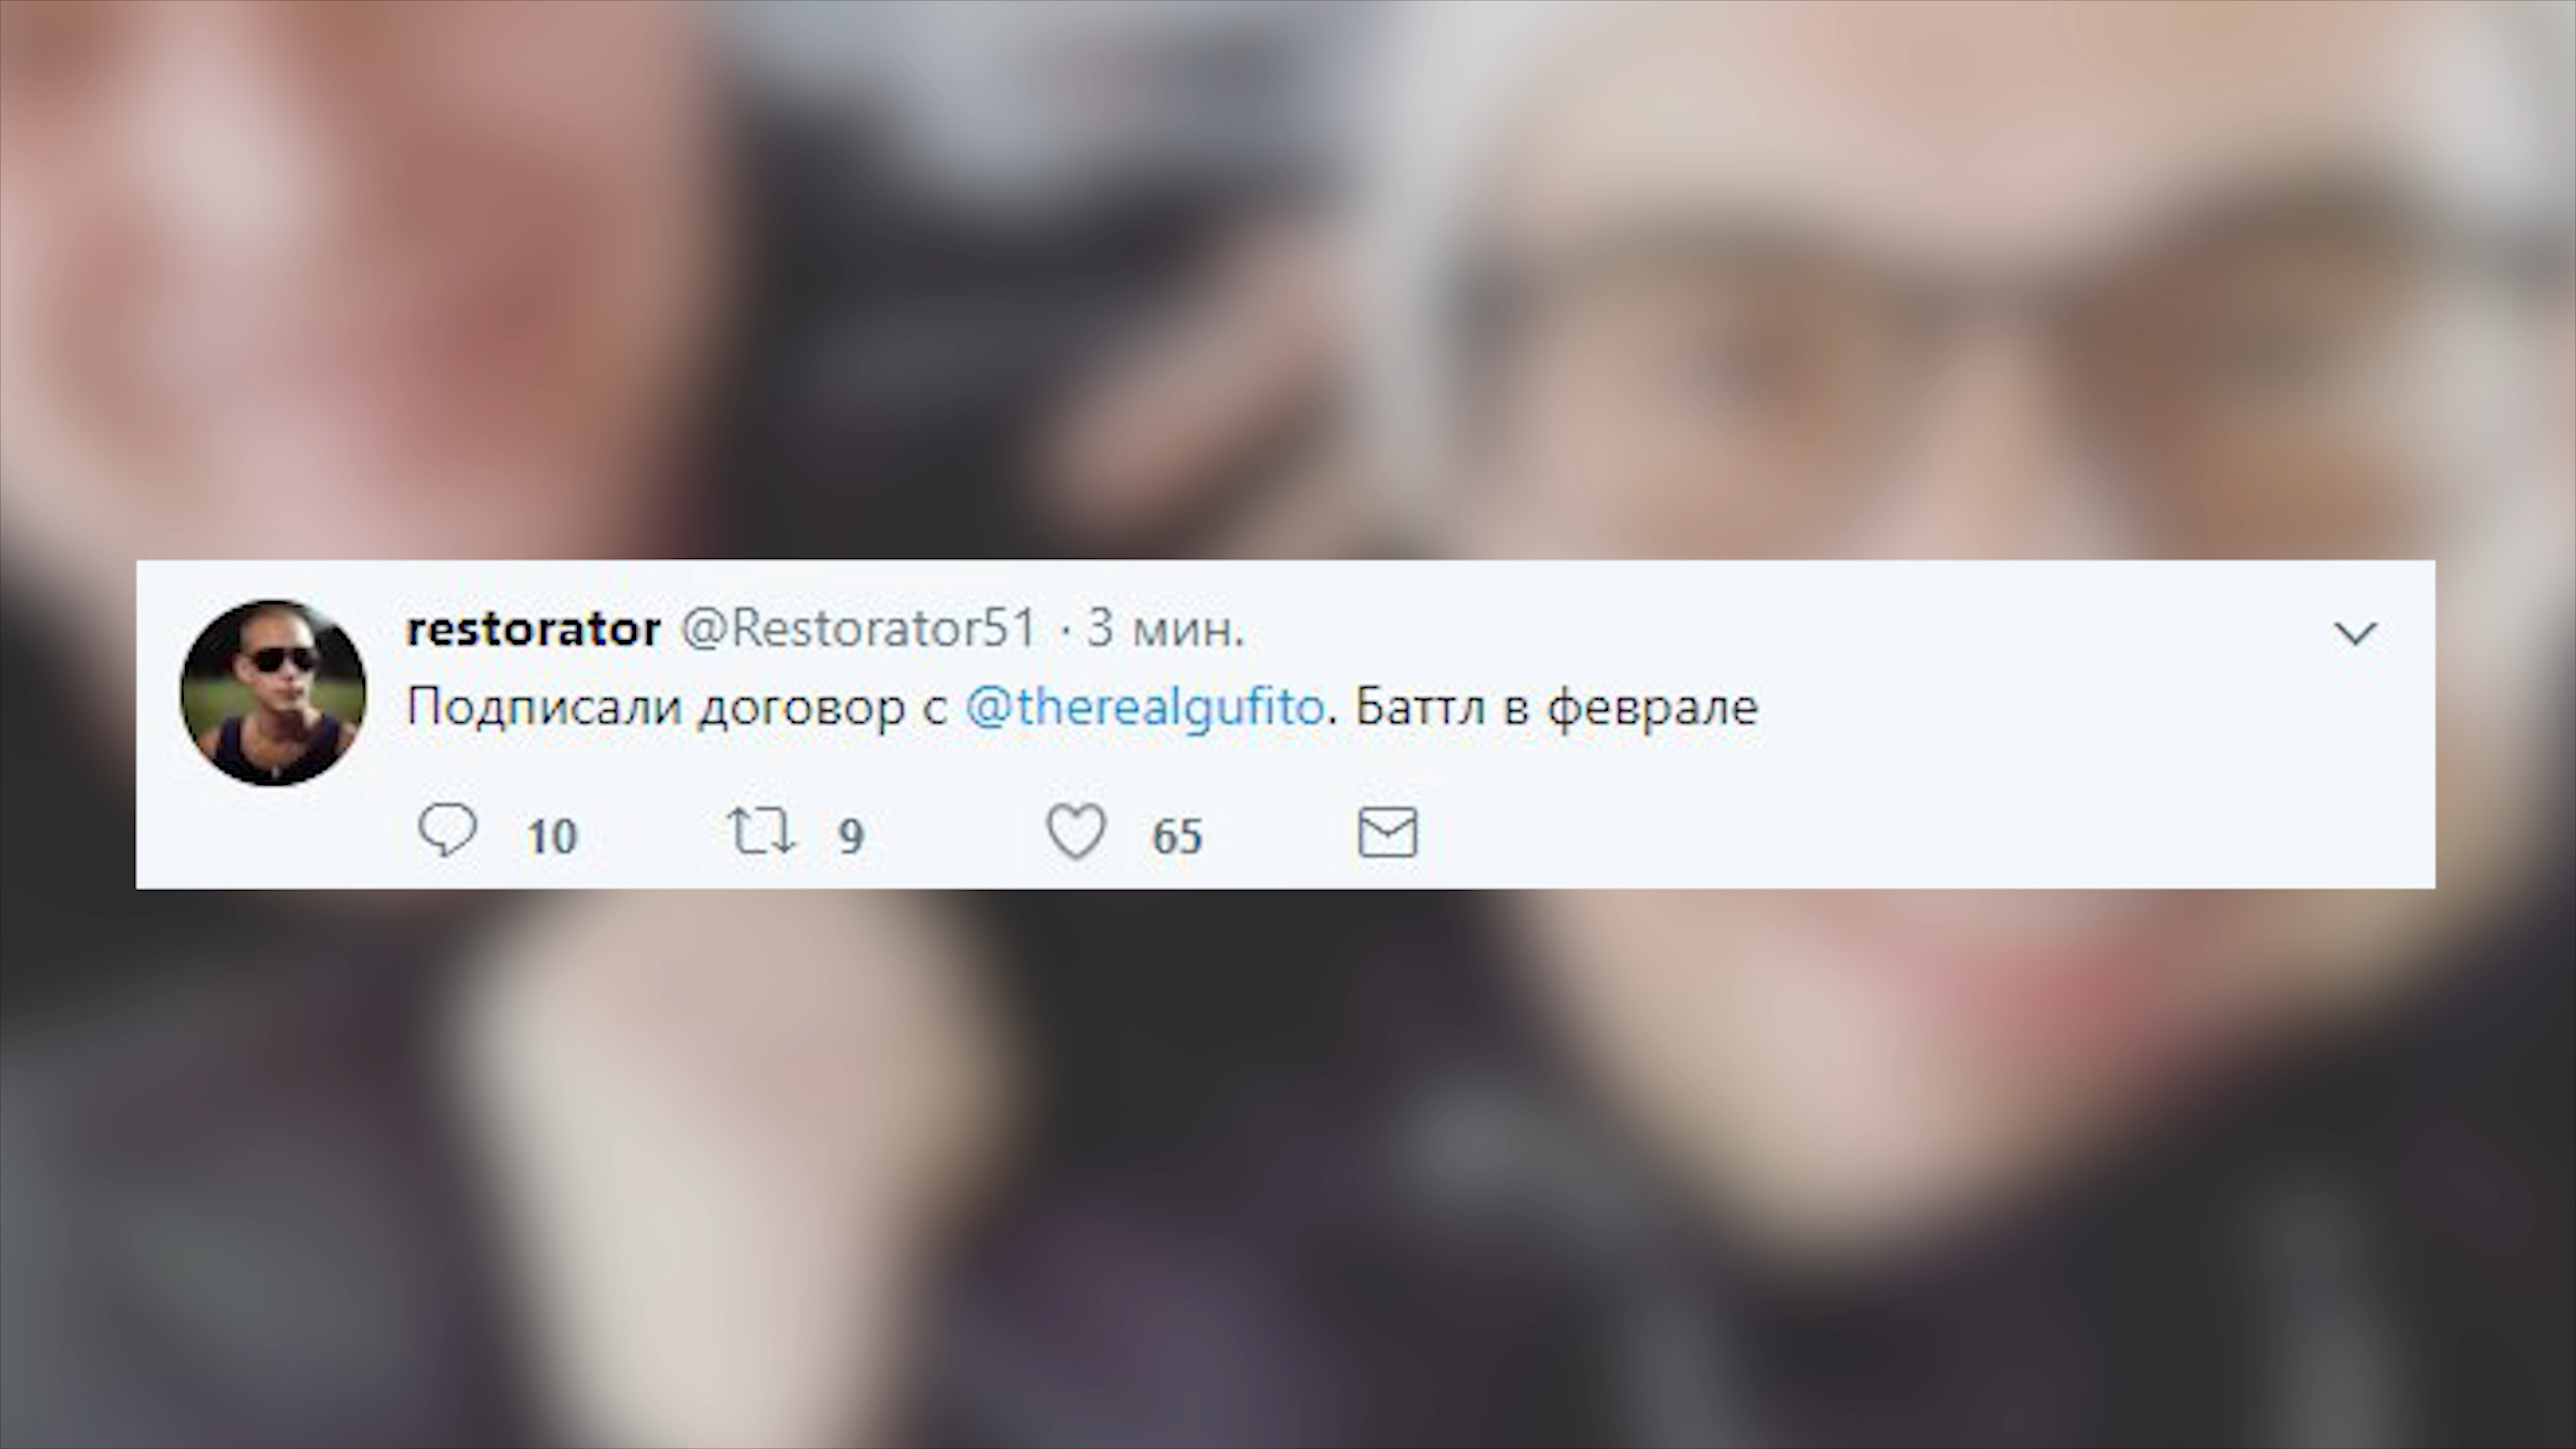 restorator @Restorator51 · 3 мин.
Подписали договор с @therealgufito. Баттл в феврале
10 9 65